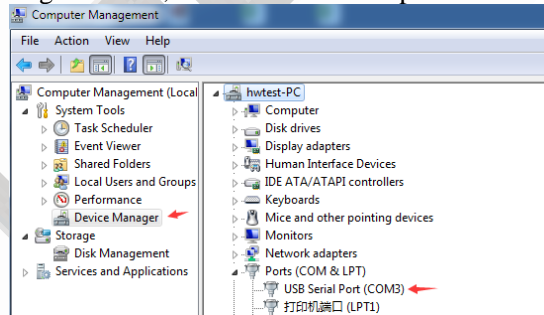 Computer Management
File Action View Help
Computer Management (Local
System Tools
Task Scheduler
Event Viewer
Shared Folders
Local Users and Groups
Performance
Device Manager
Storage
Disk Management
Services and Applications
hwtest-PC
Computer
Disk drives
Display adapters
Human Interface Devices
IDE ATA/ATAPI controllers
Keyboards
Mice and other pointing devices
Monitors
Network adapters
Ports (COM & LPT)
USB Serial Port (COM3)
打印机端口 (LPT1)